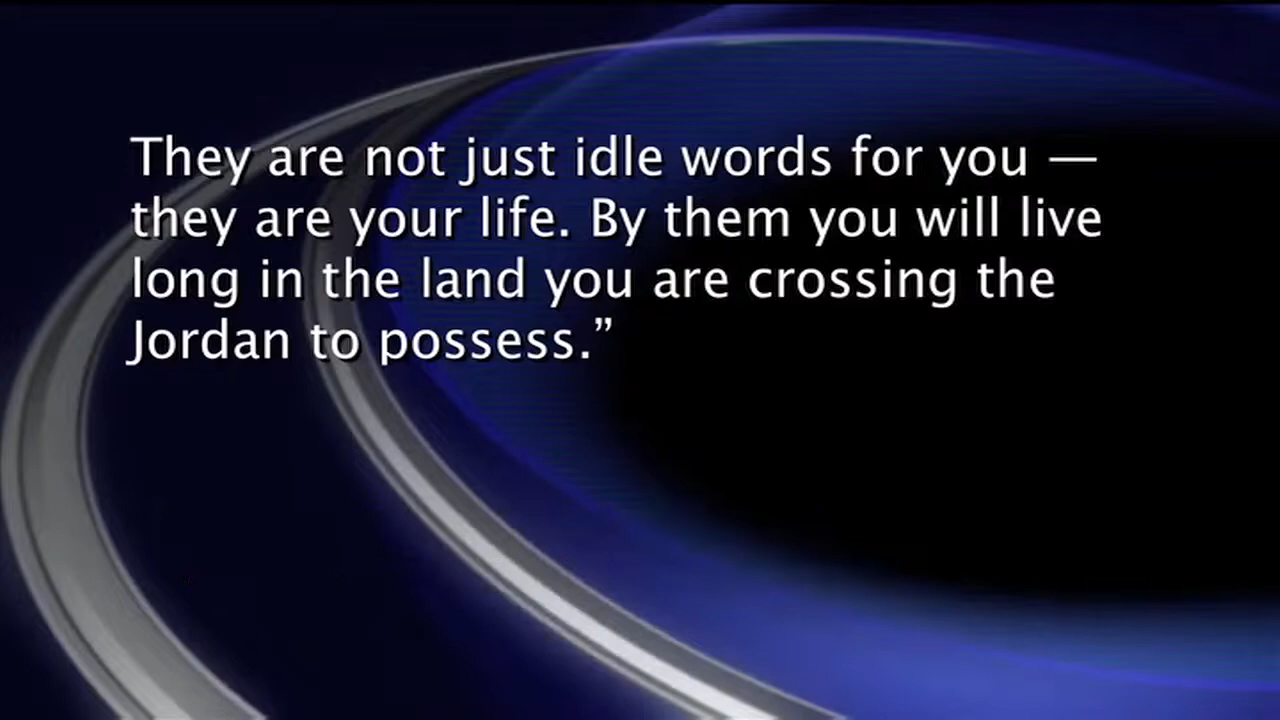 They are not just idle words for you —
they are your life. By them you will live
long in the land you are crossing the
Jordan to possess.”